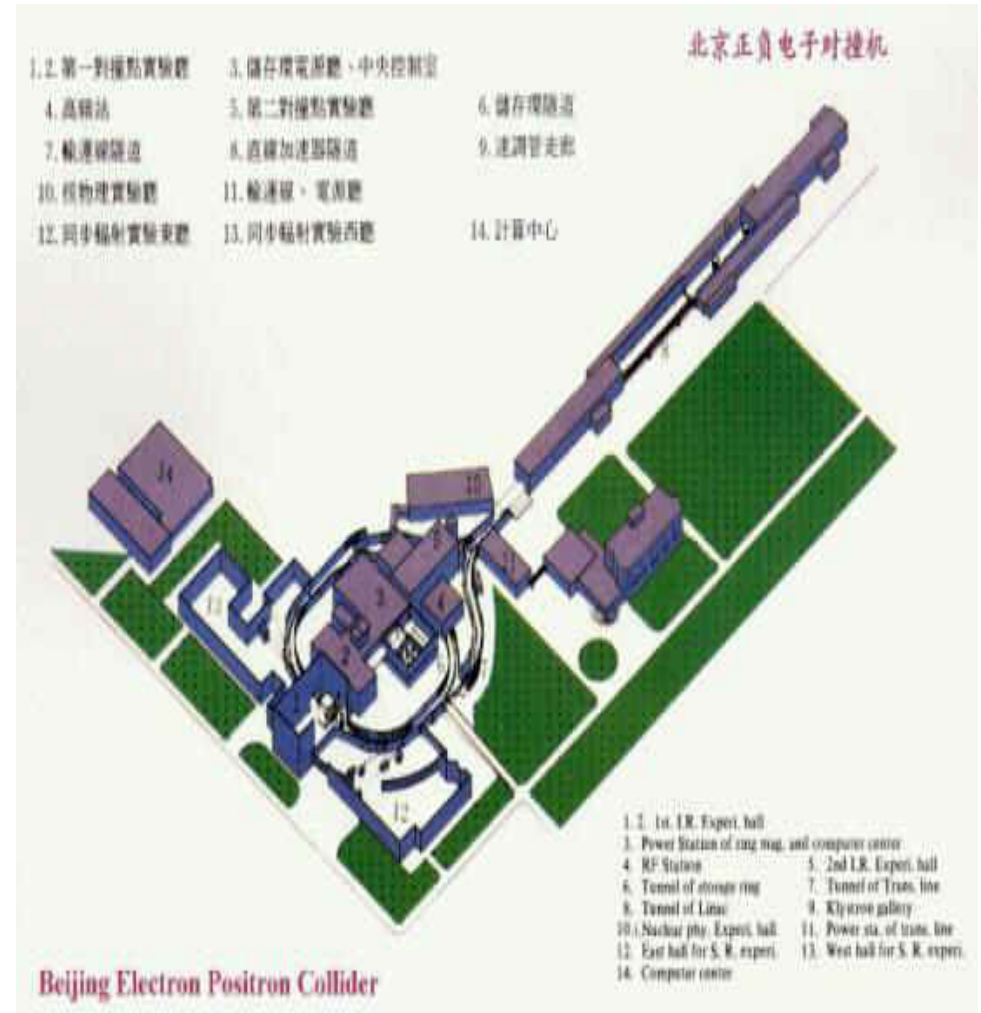 北京正负电子对撞机
1.2.第一對撞點實驗廳 3.儲存環電源廳、中央控制室
4.高頻站 5.第二對撞點實驗廳 6.儲存環隧道
7.輸運線隧道 8.直線加速器隧道 9.速調管走廊
10.核物理實驗廳 11.輸運線、電源廳
12.同步輻射實驗東廳 13.同步輻射實驗西廳 14.計算中心
8
14
10
13
11
3
4
2
12
1. 2. 1st. I.R. Experi. hall
3. Power Station of ring mag. and computer center
4. RF Station 5. 2nd I.R. Experi. hall
6. Tunnel of storage ring 7. Tunnel of Trans. line
8. Tunnel of Linac 9. Klystron gallery
10. Nuclear phy. Experi. hall 11. Power sta. of trans. line
12. East hall for S. R. experi. 13. West hall for S. R. experi.
14. Computer center
Beijing Electron Positron Collider